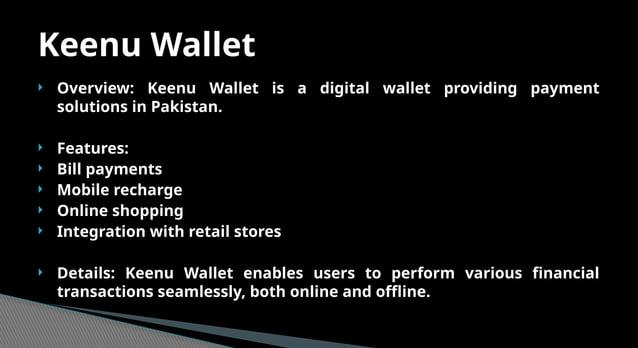 Keenu Wallet
Overview: Keenu Wallet is a digital wallet providing payment
solutions in Pakistan.
Features:
Bill payments
Mobile recharge
Online shopping
Integration with retail stores
Details: Keenu Wallet enables users to perform various financial
transactions seamlessly, both online and offline.